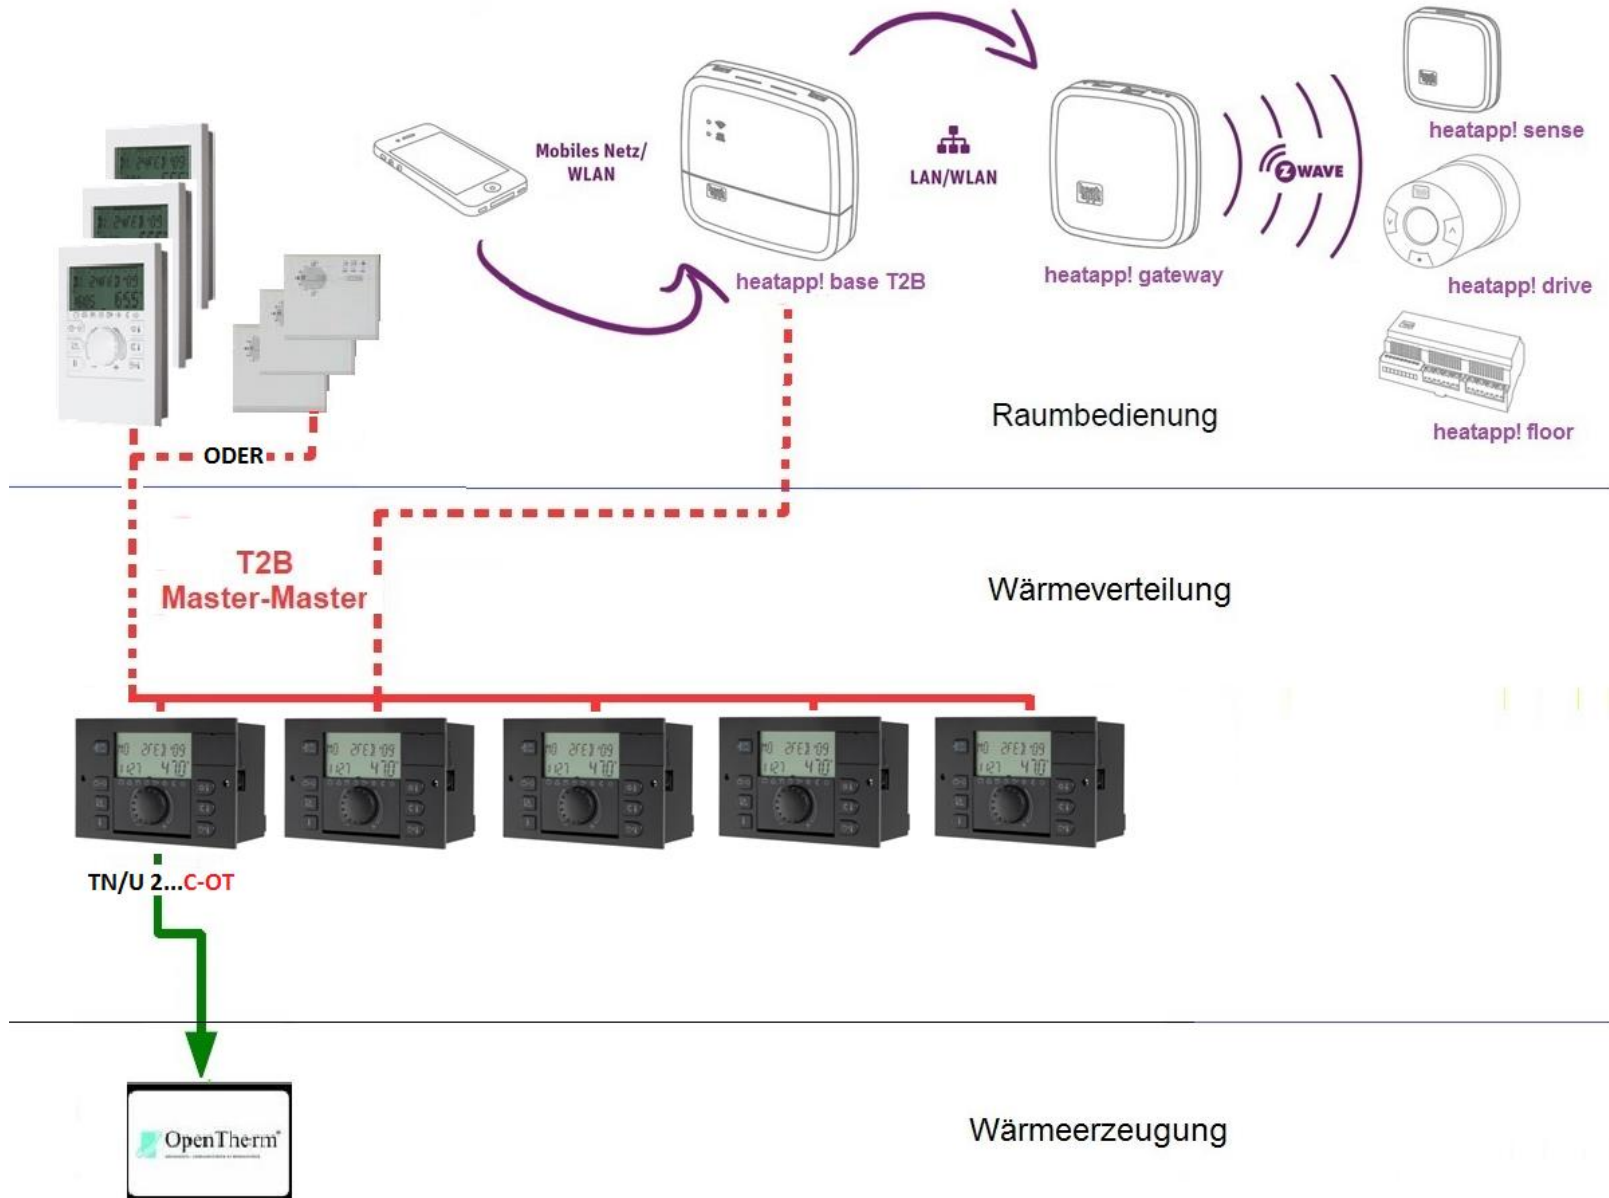 Mobiles Netz/
WLAN
LAN/WLAN
Z WAVE
heatapp! sense
heatapp! base T2B
heatapp! gateway
heatapp! drive
heatapp! floor
Raumbedienung
ODER
T2B
Master-Master
Wärmeverteilung
TN/U 2...C-OT
OpenTherm®
Wärmeerzeugung